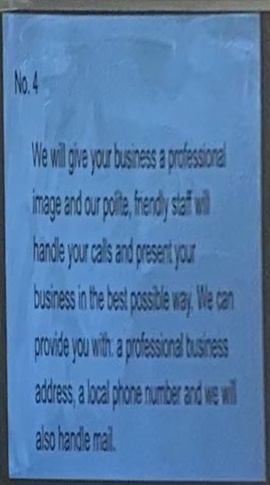 No. 4
We will give your business a professional
image and our polite, friendly staff will
handle your calls and present your
business in the best possible way. We can
provide you with: a professional business
address, a local phone number and we will
also handle mail.